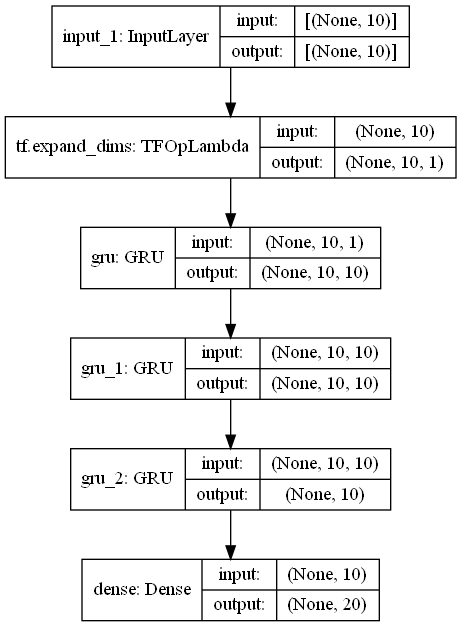 input_1: InputLayer
input: [(None, 10)]
output: [(None, 10)]
tf.expand_dims: TFOpLambda
input: (None, 10)
output: (None, 10, 1)
gru: GRU
input: (None, 10, 1)
output: (None, 10, 10)
gru_1: GRU
input: (None, 10, 10)
output: (None, 10, 10)
gru_2: GRU
input: (None, 10, 10)
output: (None, 10)
dense: Dense
input: (None, 10)
output: (None, 20)